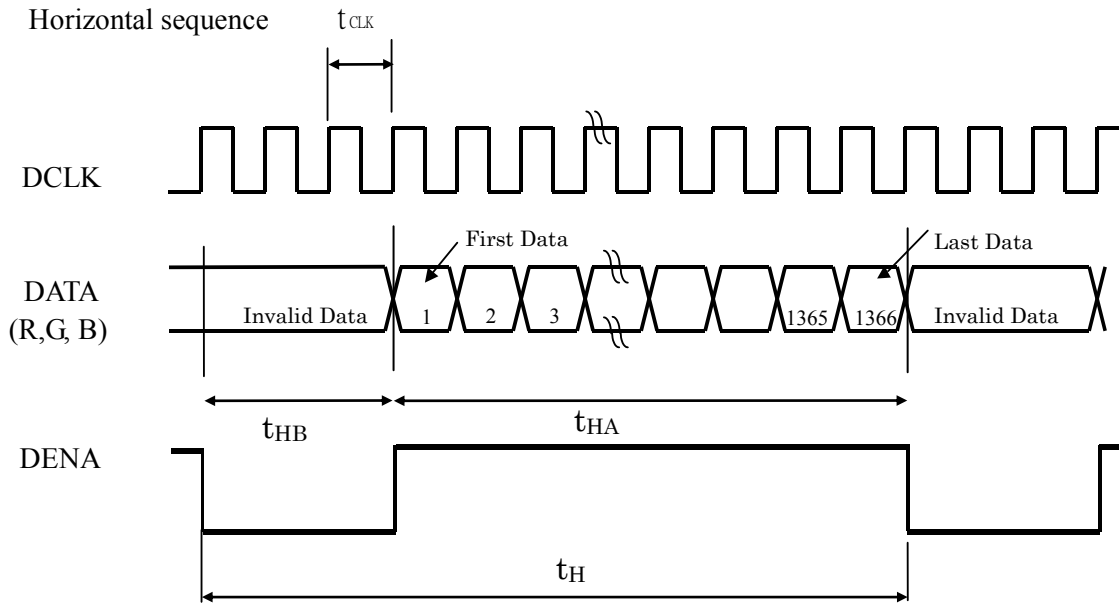 Horizontal sequence
tCLK
DCLK
First Data
Last Data
DATA
(R,G, B)
Invalid Data
1
2
3
1365
1366
Invalid Data
tHB
tHA
DENA
tH